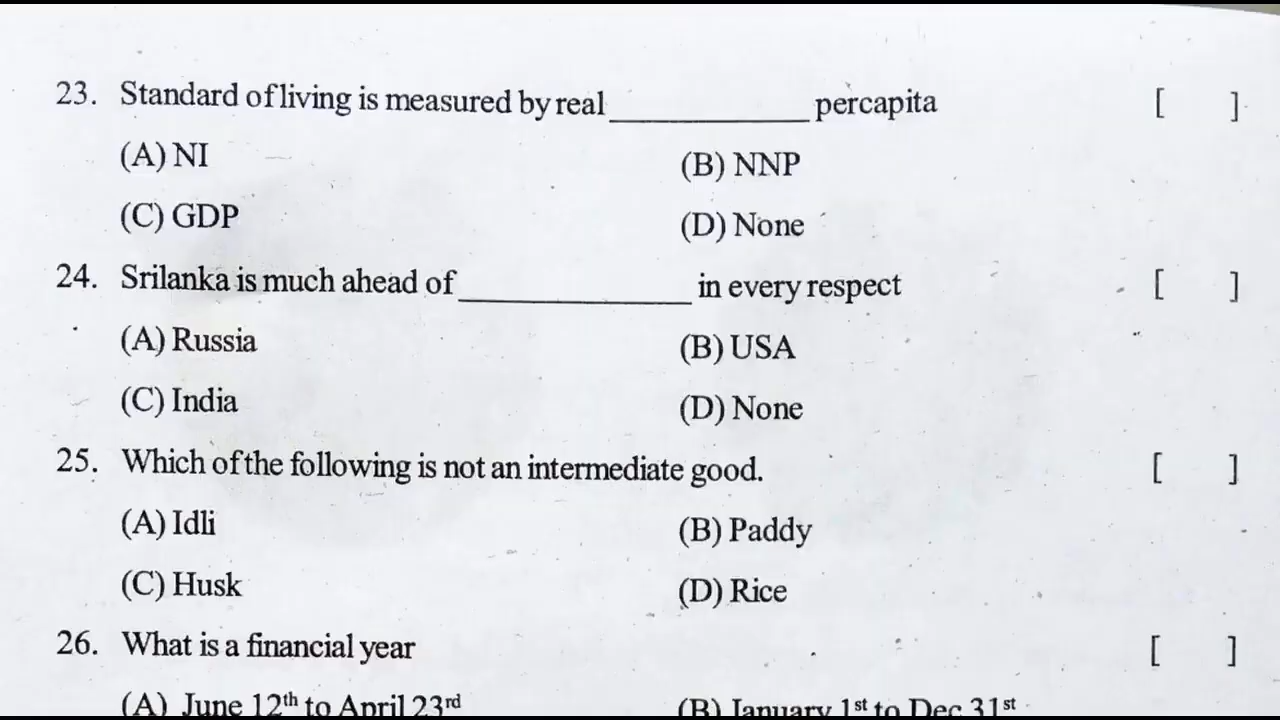 23. Standard of living is measured by real ____________ percapita [ ]
(A) NI (B) NNP
(C) GDP (D) None
24. Srilanka is much ahead of ______________ in every respect [ ]
(A) Russia (B) USA
(C) India (D) None
25. Which of the following is not an intermediate good. [ ]
(A) Idli (B) Paddy
(C) Husk (D) Rice
26. What is a financial year [ ]
(A) June 12th to April 23rd (B) January 1st to Dec 31st